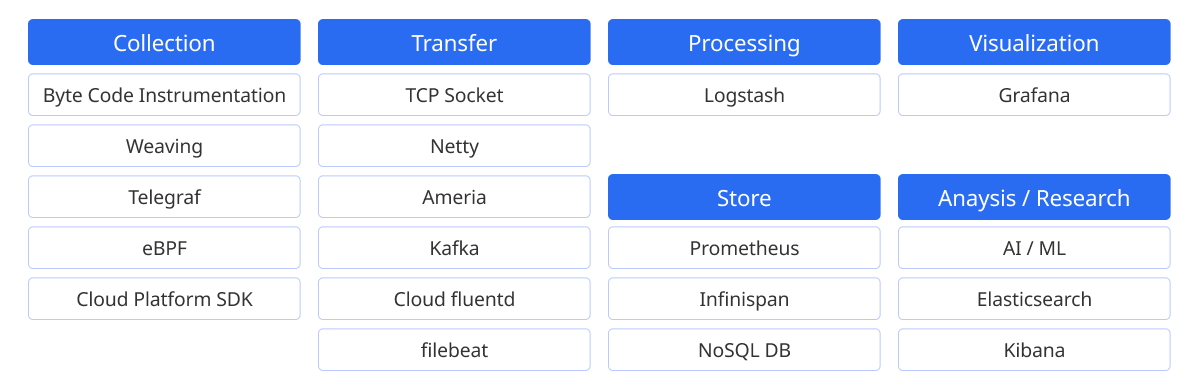 Collection
Byte Code Instrumentation
Weaving
Telegraf
eBPF
Cloud Platform SDK
Transfer
TCP Socket
Netty
Ameria
Kafka
Cloud fluentd
filebeat
Processing
Logstash
Store
Prometheus
Infinispan
NoSQL DB
Visualization
Grafana
Anaysis / Research
AI / ML
Elasticsearch
Kibana